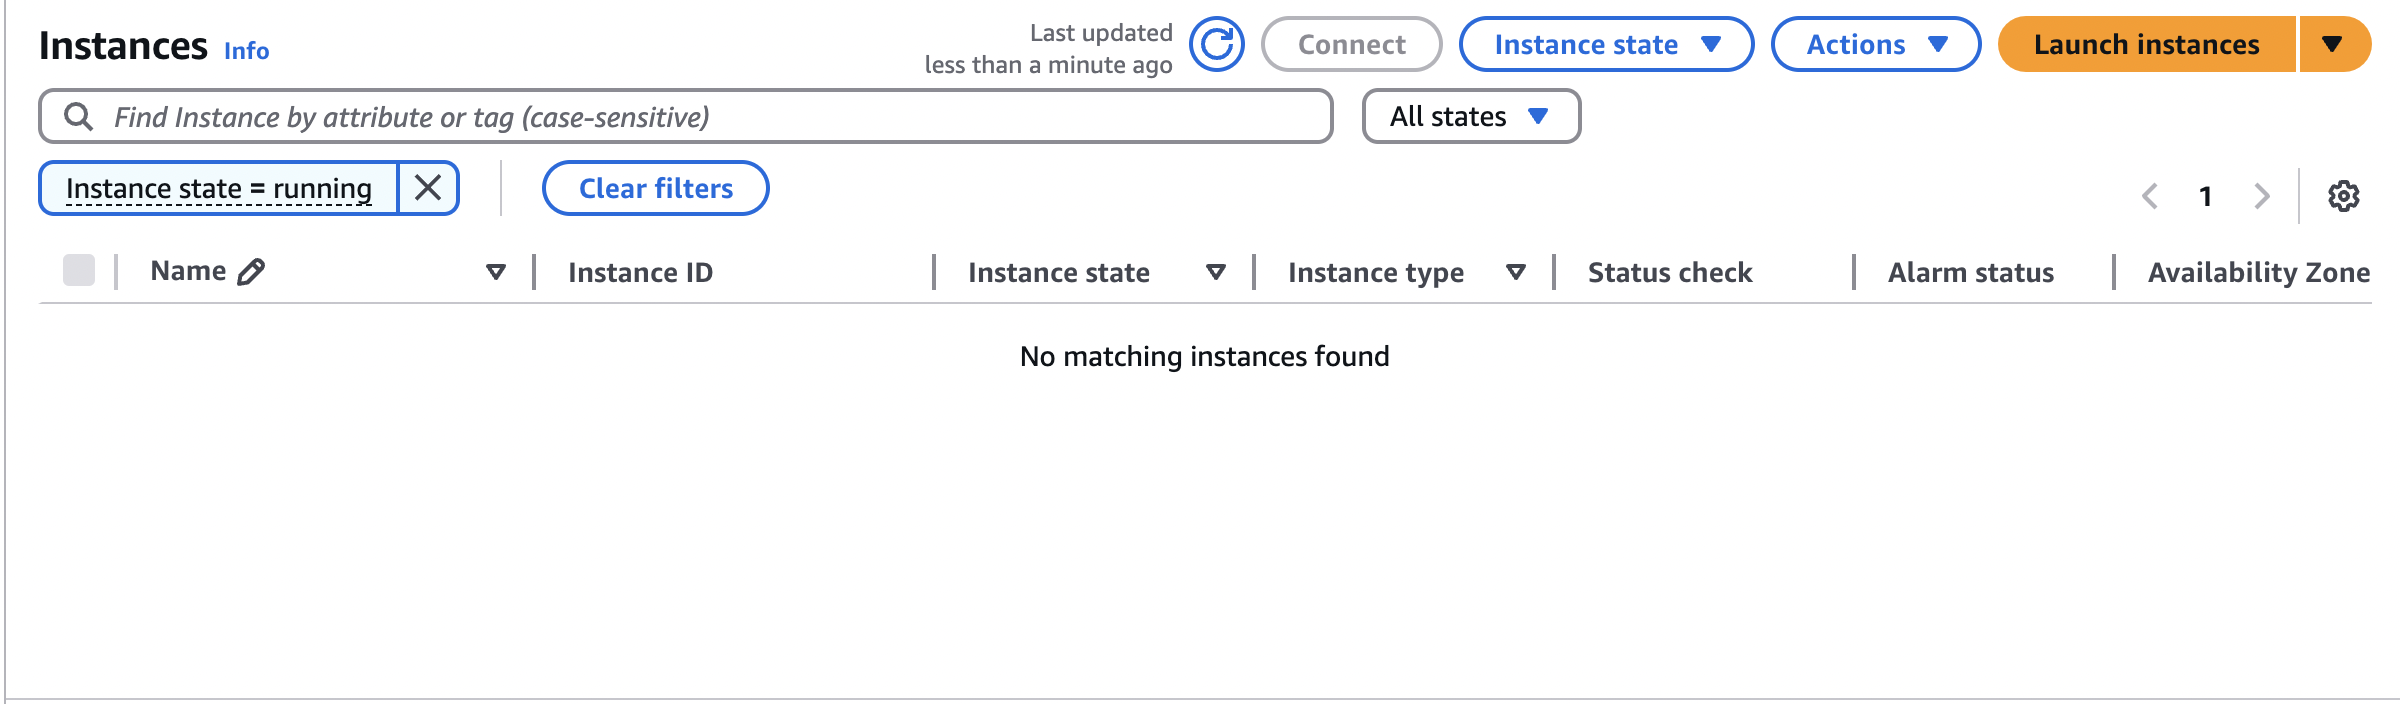 Instances Info
Last updated
less than a minute ago
Connect
Instance state
Actions
Launch instances
Find Instance by attribute or tag (case-sensitive)
All states
Instance state = running
Clear filters
1
Name Instance ID Instance state Instance type Status check Alarm status Availability Zone
No matching instances found